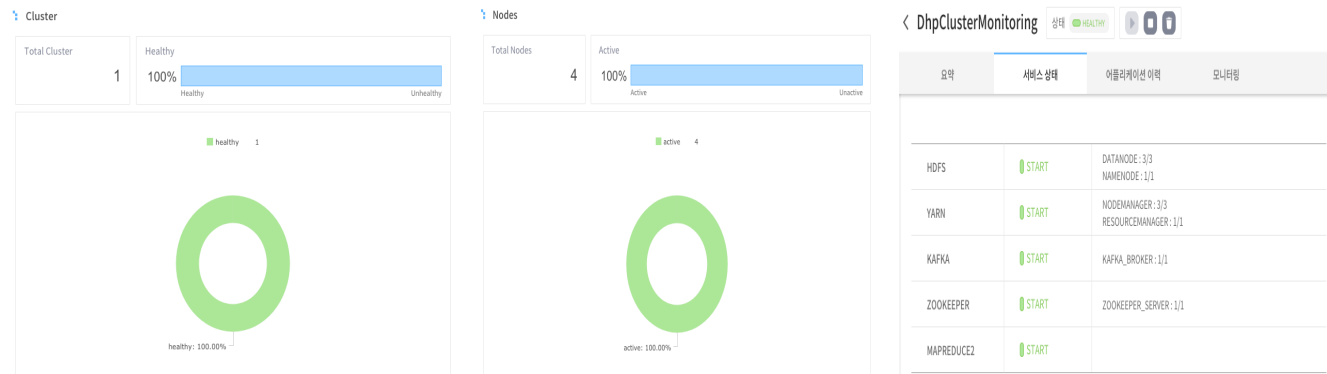 Cluster
Total Cluster
1
Healthy
100%
Healthy Unhealthy
healthy 1
healthy: 100.00%
Nodes
Total Nodes
4
Active
100%
Active Unactive
active 4
active: 100.00%
DhpClusterMonitoring 상태 HEALTHY
요약 서비스 상태 어플리케이션 이력 모니터링
HDFS START DATANODE : 3/3
NAMENODE : 1/1
YARN START NODEMANAGER : 3/3
RESOURCEMANAGER : 1/1
KAFKA START KAFKA_BROKER : 1/1
ZOOKEEPER START ZOOKEEPER_SERVER : 1/1
MAPREDUCE2 START